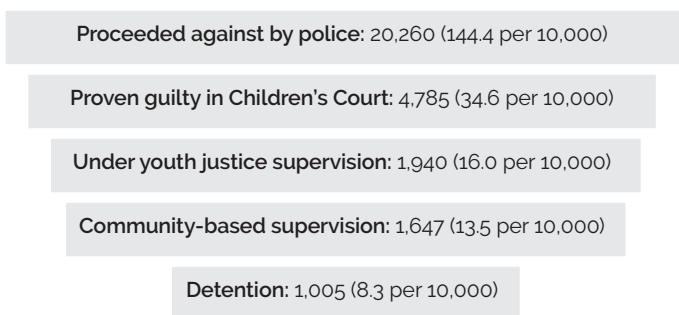 Proceeded against by police: 20,260 (144.4 per 10,000)
Proven guilty in Children's Court: 4,785 (34.6 per 10,000)
Under youth justice supervision: 1,940 (16.0 per 10,000)
Community-based supervision: 1,647 (13.5 per 10,000)
Detention: 1,005 (8.3 per 10,000)